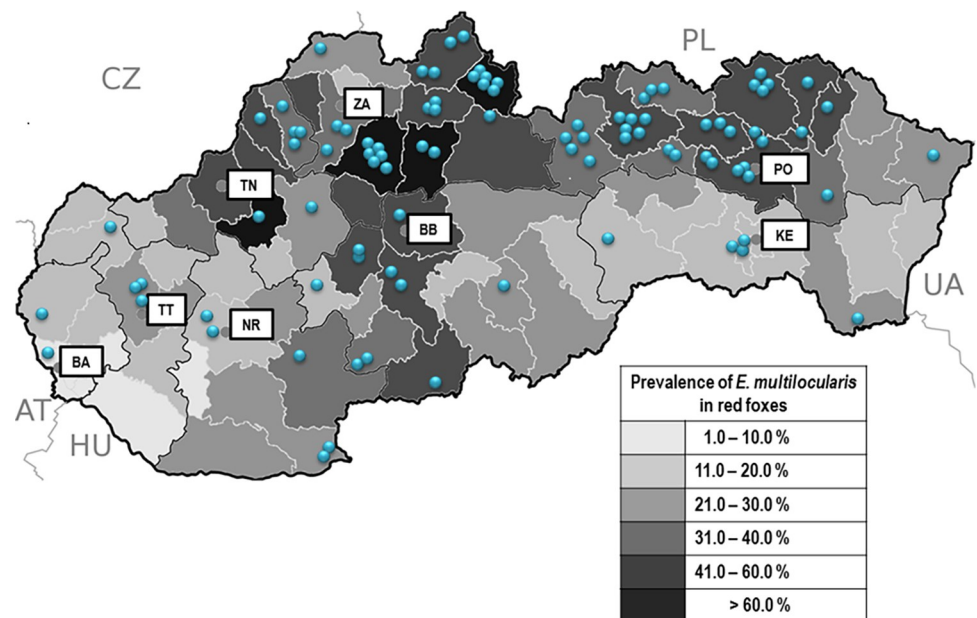 CZ
PL
ZA
TN
PO
BB
KE
UA
TT
NR
BA
AT
HU
Prevalence of E. multilocularis
in red foxes
1.0 – 10.0 %
11.0 – 20.0 %
21.0 – 30.0 %
31.0 – 40.0 %
41.0 – 60.0 %
> 60.0 %